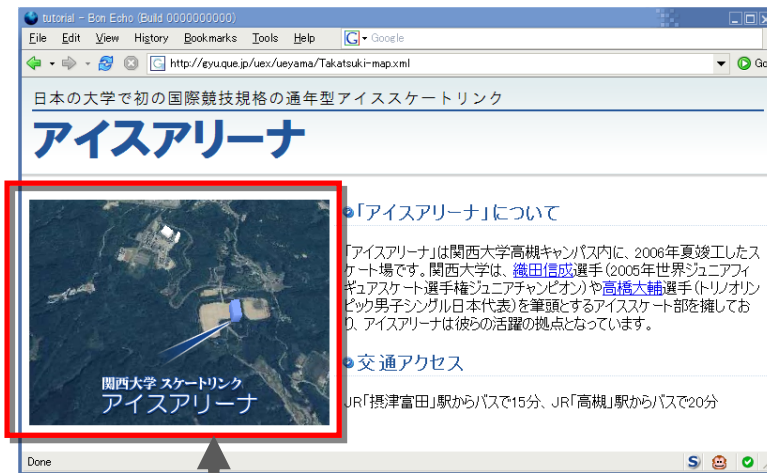 tutorial - Bon Echo (Build 0000000000)
File Edit View History Bookmarks Tools Help Google
http://gyu.que.jp/uex/ueyama/Takatsuki-map.xml Go
日本の大学で初の国際競技規格の通年型アイススケートリンク
アイスアリーナ
「アイスアリーナ」について
「アイスアリーナ」は関西大学高槻キャンパス内に、2006年夏竣工したス
ケート場です。関西大学は、織田信成選手(2005年世界ジュニアフィ
ギュアスケート選手権ジュニアチャンピオン)や高橋大輔選手(トリノオリン
ピック男子シングル日本代表)を筆頭とするアイススケート部を擁してお
り、アイスアリーナは彼らの活躍の拠点となっています。
交通アクセス
JR「摂津富田」駅からバスで15分、JR「高槻」駅からバスで20分
関西大学 スケートリンク
アイスアリーナ
Done